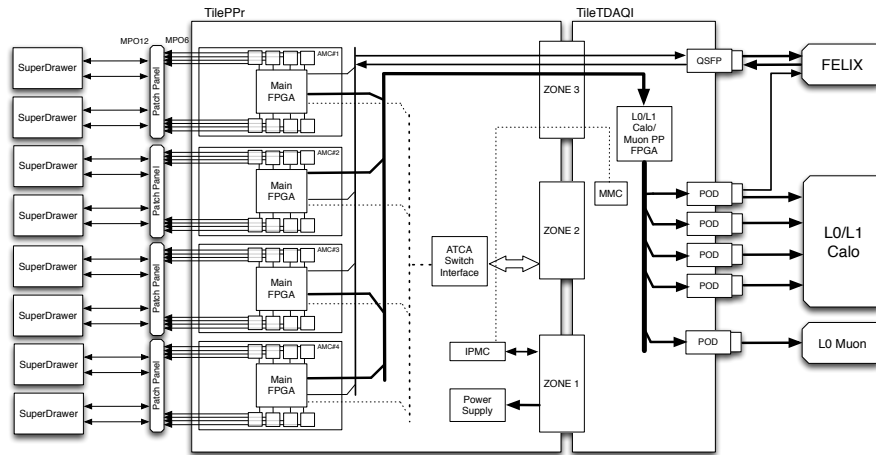 TilePPr
TileTDAQI
MPO12
MPO6
SuperDrawer
SuperDrawer
SuperDrawer
SuperDrawer
SuperDrawer
SuperDrawer
SuperDrawer
SuperDrawer
Patch Panel
Patch Panel
Patch Panel
Patch Panel
AMC#1
Main
FPGA
AMC#2
Main
FPGA
AMC#3
Main
FPGA
AMC#4
Main
FPGA
ATCA
Switch
Interface
IPMC
Power
Supply
ZONE 3
ZONE 2
ZONE 1
L0/L1
Calo/
Muon PP
FPGA
MMC
QSFP
POD
POD
POD
POD
POD
FELIX
L0/L1
Calo
L0 Muon